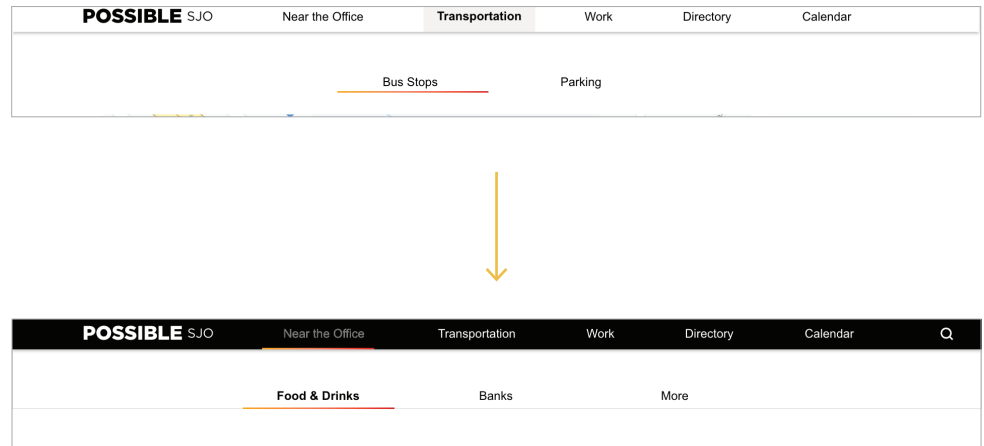 POSSIBLE SJO Near the Office Transportation Work Directory Calendar
Bus Stops Parking
POSSIBLE SJO Near the Office Transportation Work Directory Calendar
Food & Drinks Banks More